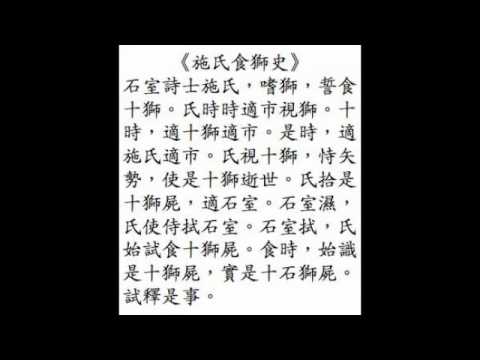 《施氏食獅史》
石室詩士施氏,嗜獅,誓食
十獅。氏時時適市視獅。十
時,適十獅適市。是時,適
施氏適市。氏視十獅,恃矢
勢,使是十獅逝世。氏拾是
十獅屍,適石室。石室濕,
氏使侍拭石室。石室拭,氏
始試食十獅屍。食時,始識
是十獅屍,實是十石獅屍。
試釋是事。